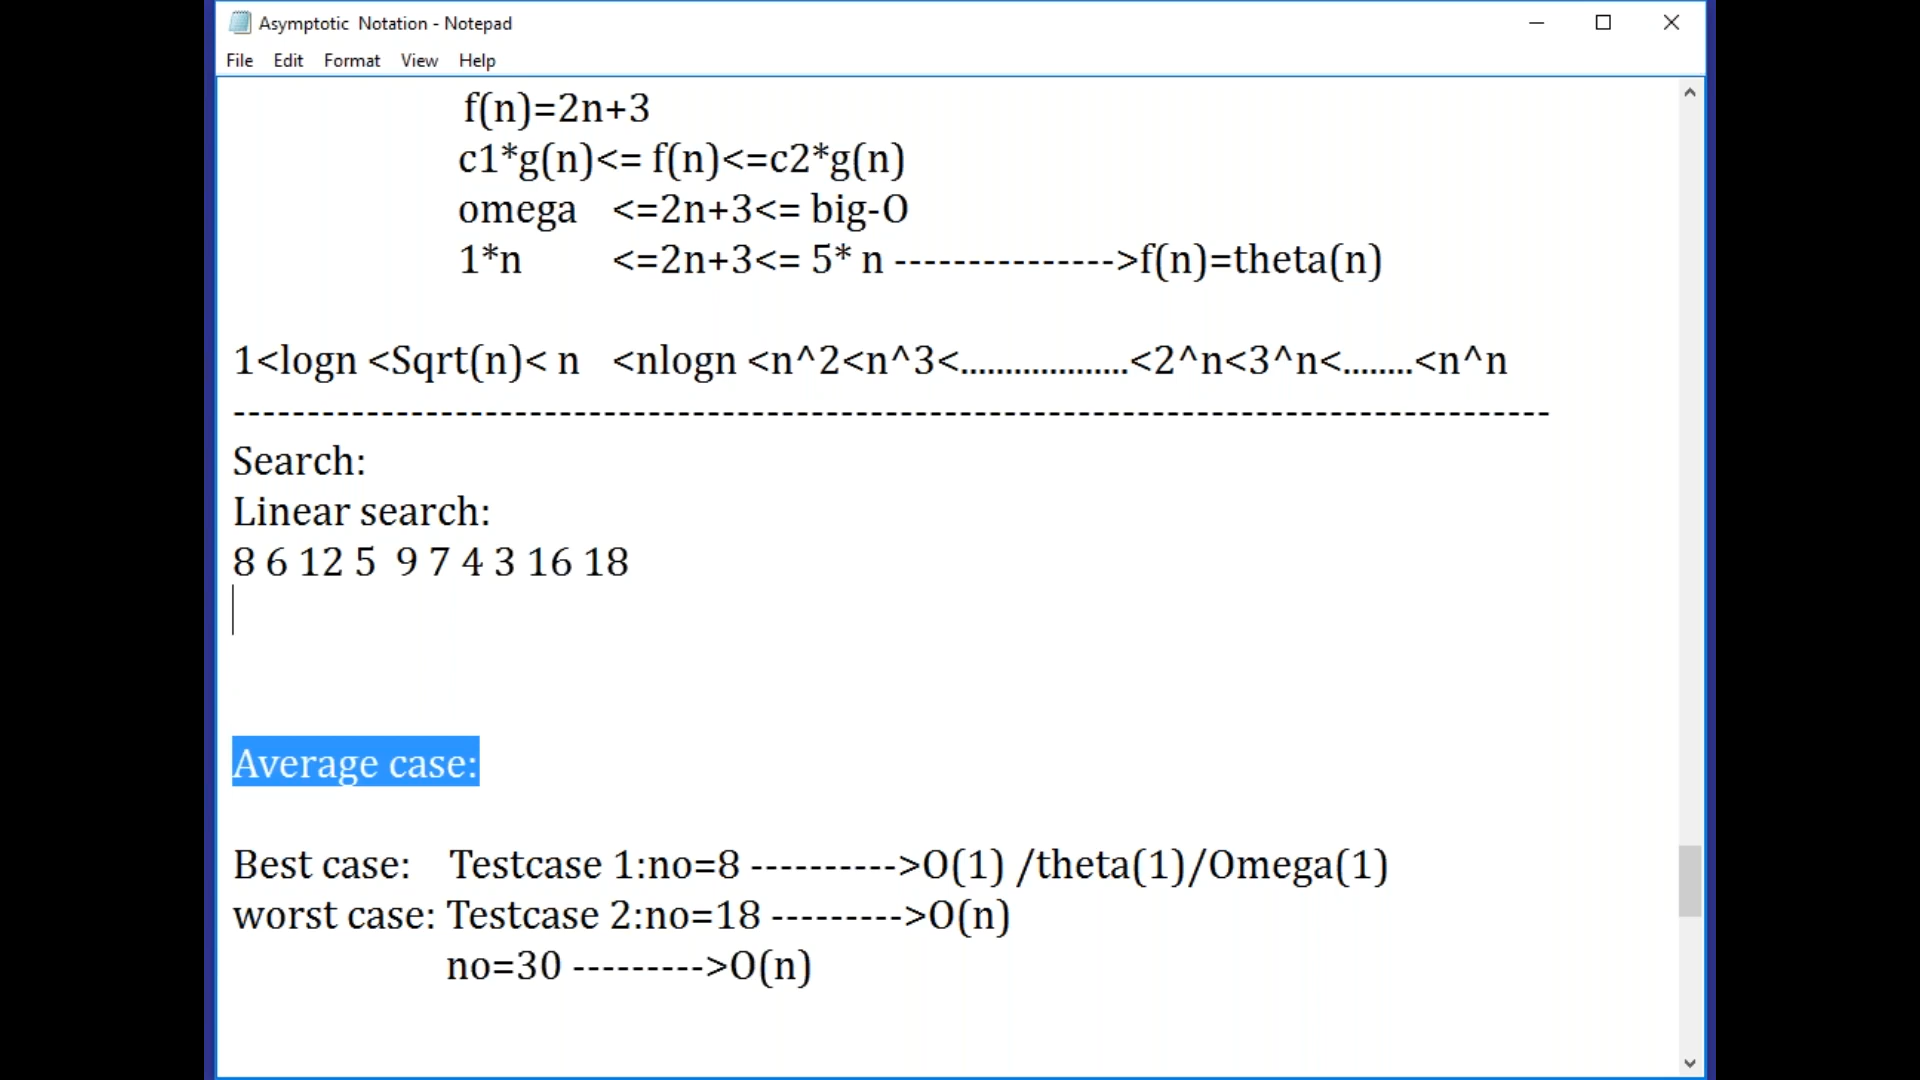 Asymptotic  Notation - Notepad
File Edit Format View Help
f(n)=2n+3
c1*g(n)<= f(n)<=c2*g(n)
omega <=2n+3<= big-O
1*n <=2n+3<= 5* n --------------->f(n)=theta(n)
1<logn <Sqrt(n)< n <nlogn <n^2<n^3<...................<2^n<3^n<........<n^n
------------------------------------------------------------------------------------------
Search:
Linear search:
8 6 12 5  9 7 4 3 16 18
Average case:
Best case: Testcase 1:no=8 ---------->O(1) /theta(1)/Omega(1)
worst case: Testcase 2:no=18 --------->O(n)
no=30 --------->O(n)